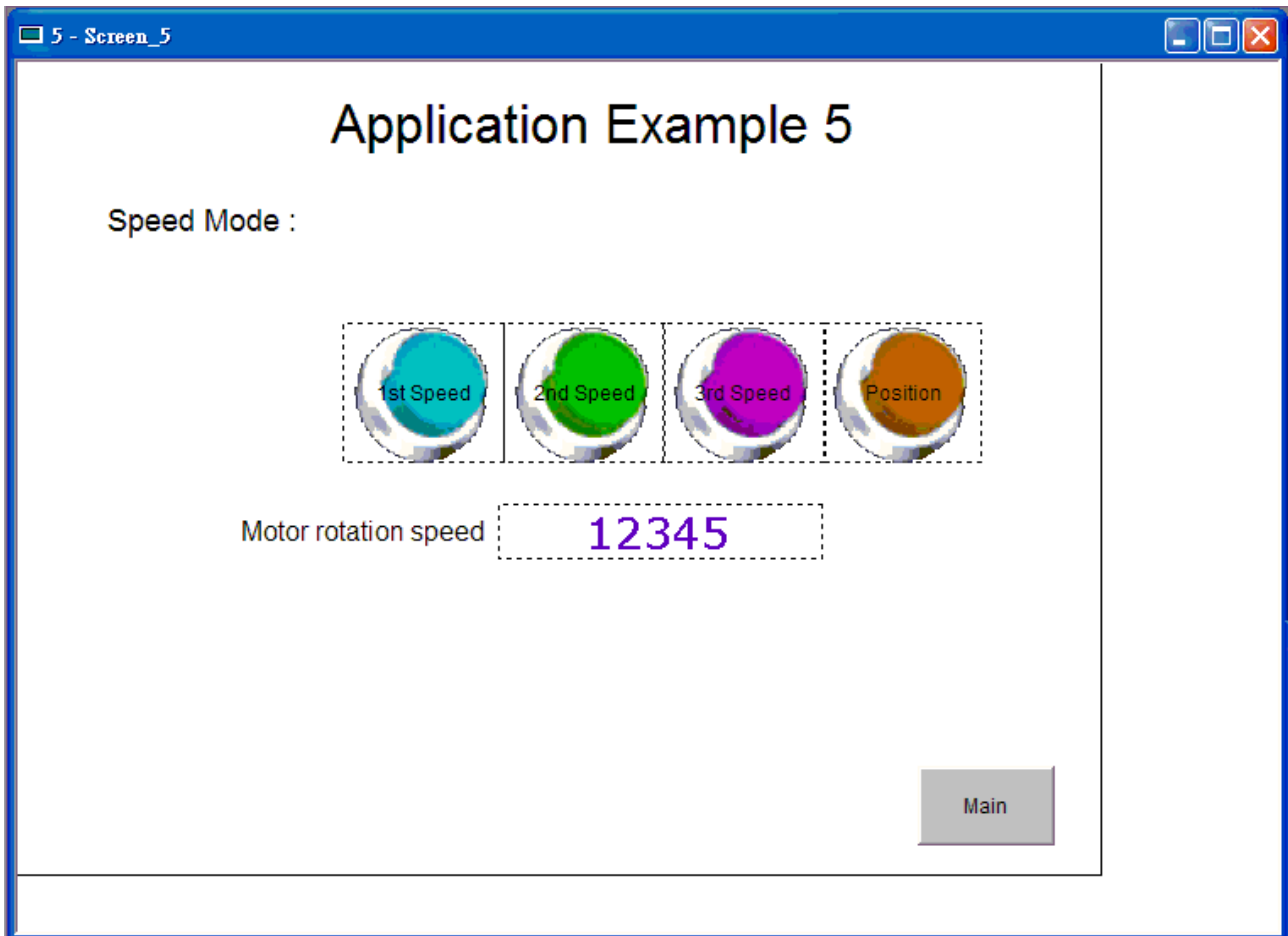 5 - Screen_5
Application Example 5
Speed Mode :
1st Speed 2nd Speed 3rd Speed Position
Motor rotation speed 12345
Main